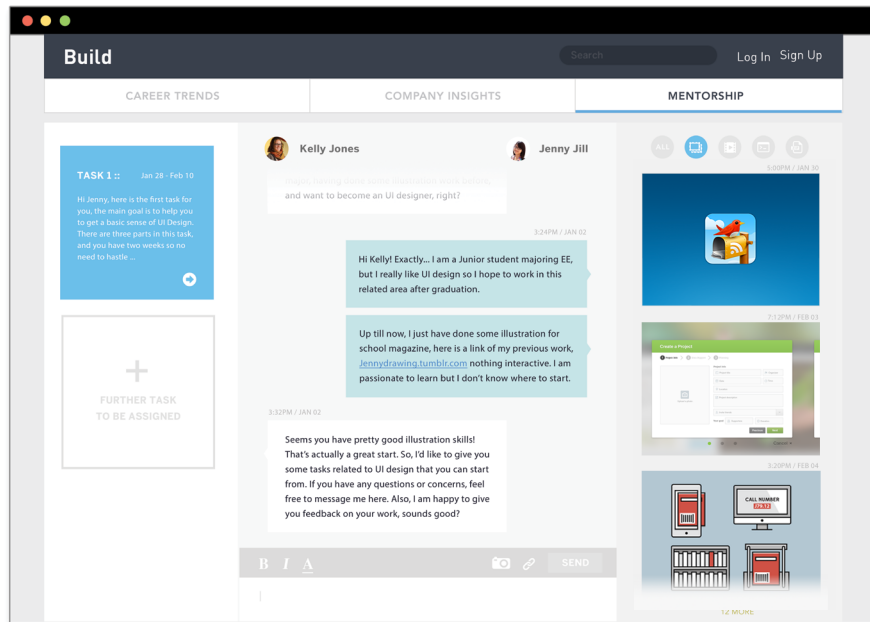 Build
Search
Log In
Sign Up
CAREER TRENDS
COMPANY INSIGHTS
MENTORSHIP
TASK 1 ::
Jan 28 - Feb 10
Hi Jenny, here is the first task for
you, the main goal is to help you
to get a basic sense of UI Design.
There are three parts in this task,
and you have two weeks so no
need to hastle ...
FURTHER TASK
TO BE ASSIGNED
Kelly Jones
Jenny Jill
and want to become an UI designer, right?
3:24PM / JAN 02
Hi Kelly! Exactly... I am a Junior student majoring EE,
but I really like UI design so I hope to work in this
related area after graduation.
Up till now, I just have done some illustration for
school magazine, here is a link of my previous work,
Jennydrawing.tumblr.com nothing interactive. I am
passionate to learn but I don't know where to start.
3:32PM / JAN 02
Seems you have pretty good illustration skills!
That's actually a great start. So, I'd like to give you
some tasks related to UI design that you can start
from. If you have any questions or concerns, feel
free to message me here. Also, I am happy to give
you feedback on your work, sounds good?
B I A
SEND
ALL
5:00PM / JAN 30
7:12PM / FEB 03
Create a Project
3:20PM / FEB 04
CALL NUMBER
12 MORE